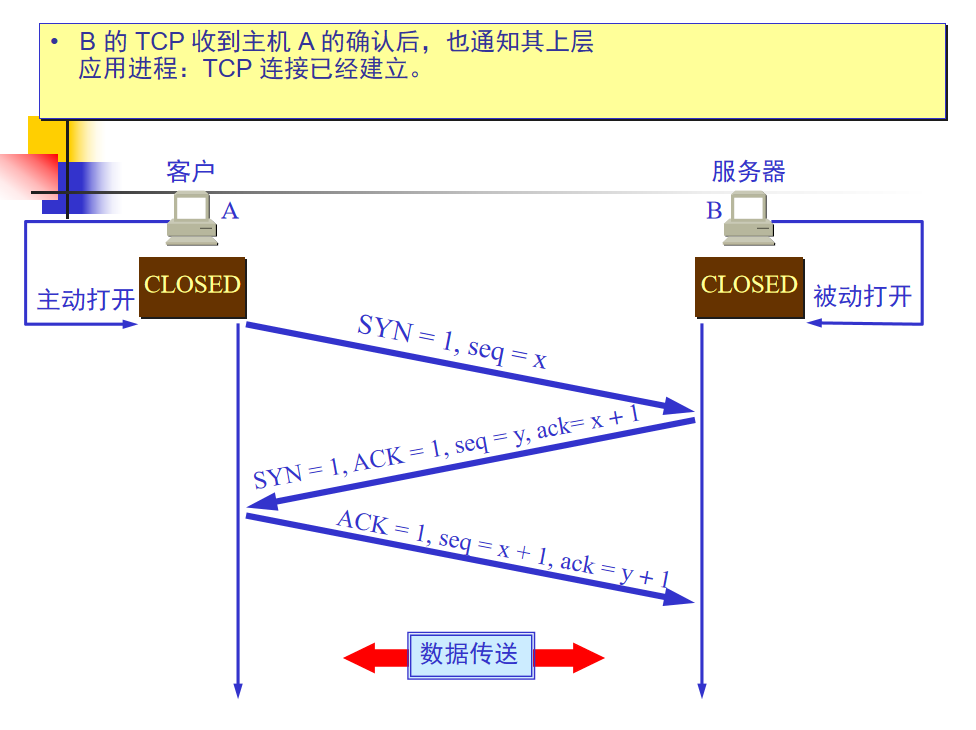 • B 的 TCP 收到主机 A 的确认后，也通知其上层
应用进程：TCP 连接已经建立。
客户
服务器
A
B
CLOSED
CLOSED
主动打开
被动打开
SYN = 1, seq = x
SYN = 1, ACK = 1, seq = y, ack= x + 1
ACK = 1, seq = x + 1, ack = y + 1
数据传送